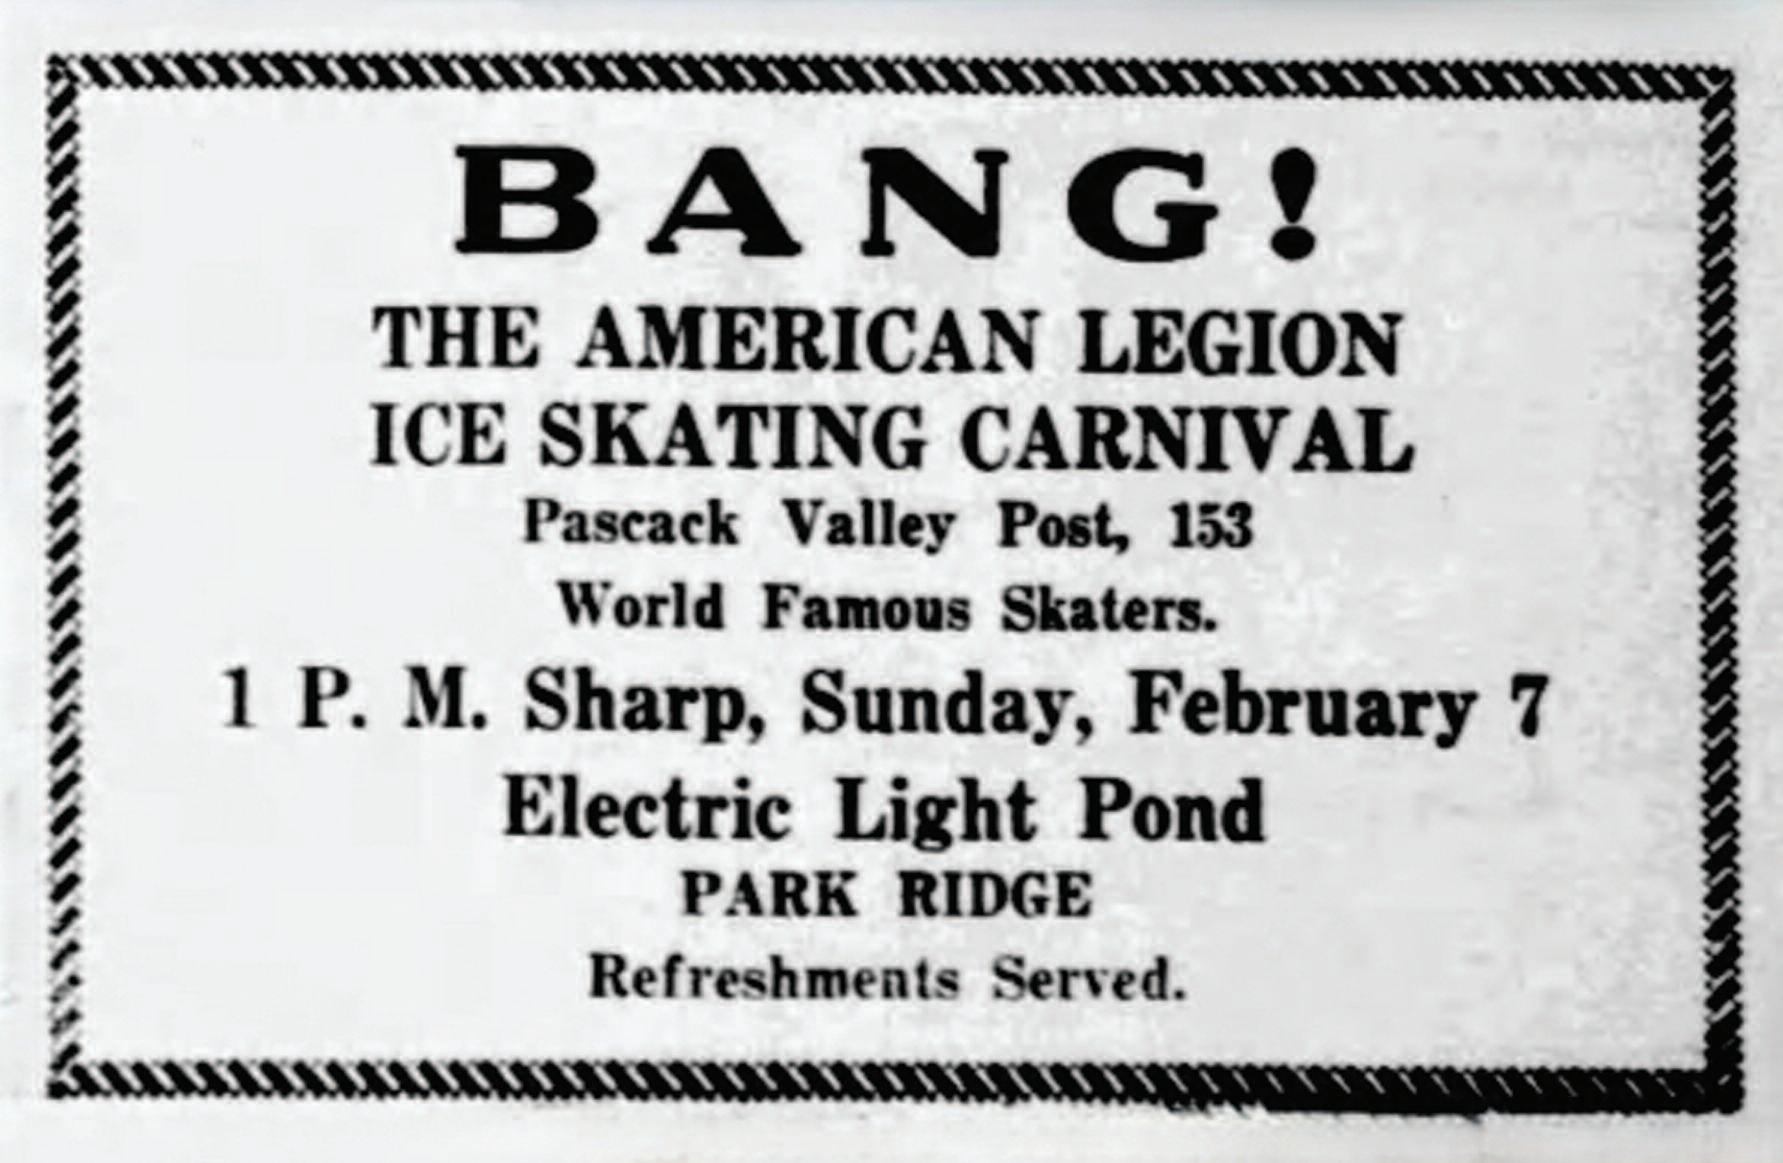 BANG!
THE AMERICAN LEGION
ICE SKATING CARNIVAL
Pascack Valley Post, 153
World Famous Skaters.
1 P. M. Sharp, Sunday, February 7
Electric Light Pond
PARK RIDGE
Refreshments Served.